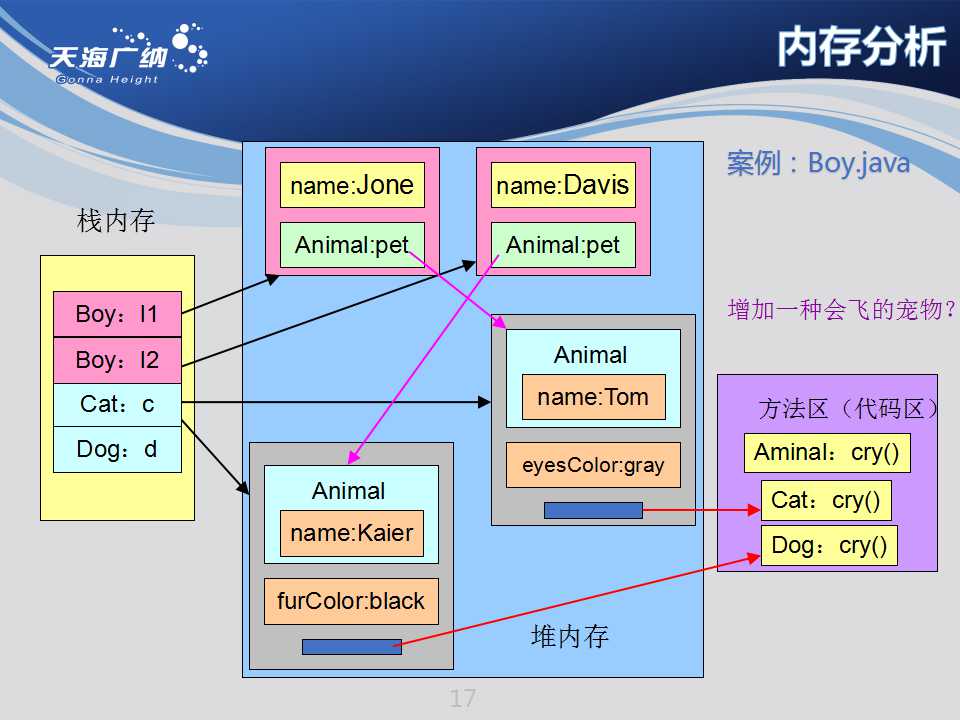 天海广纳
Gonna Height
内存分析
案例：Boy.java
name:Jone
name:Davis
Animal:pet
Animal:pet
栈内存
Boy：l1
Boy：l2
Cat：c
Dog：d
增加一种会飞的宠物？
Animal
name:Tom
eyesColor:gray
方法区（代码区）
Aminal：cry()
Cat：cry()
Dog：cry()
Animal
name:Kaier
furColor:black
堆内存
17